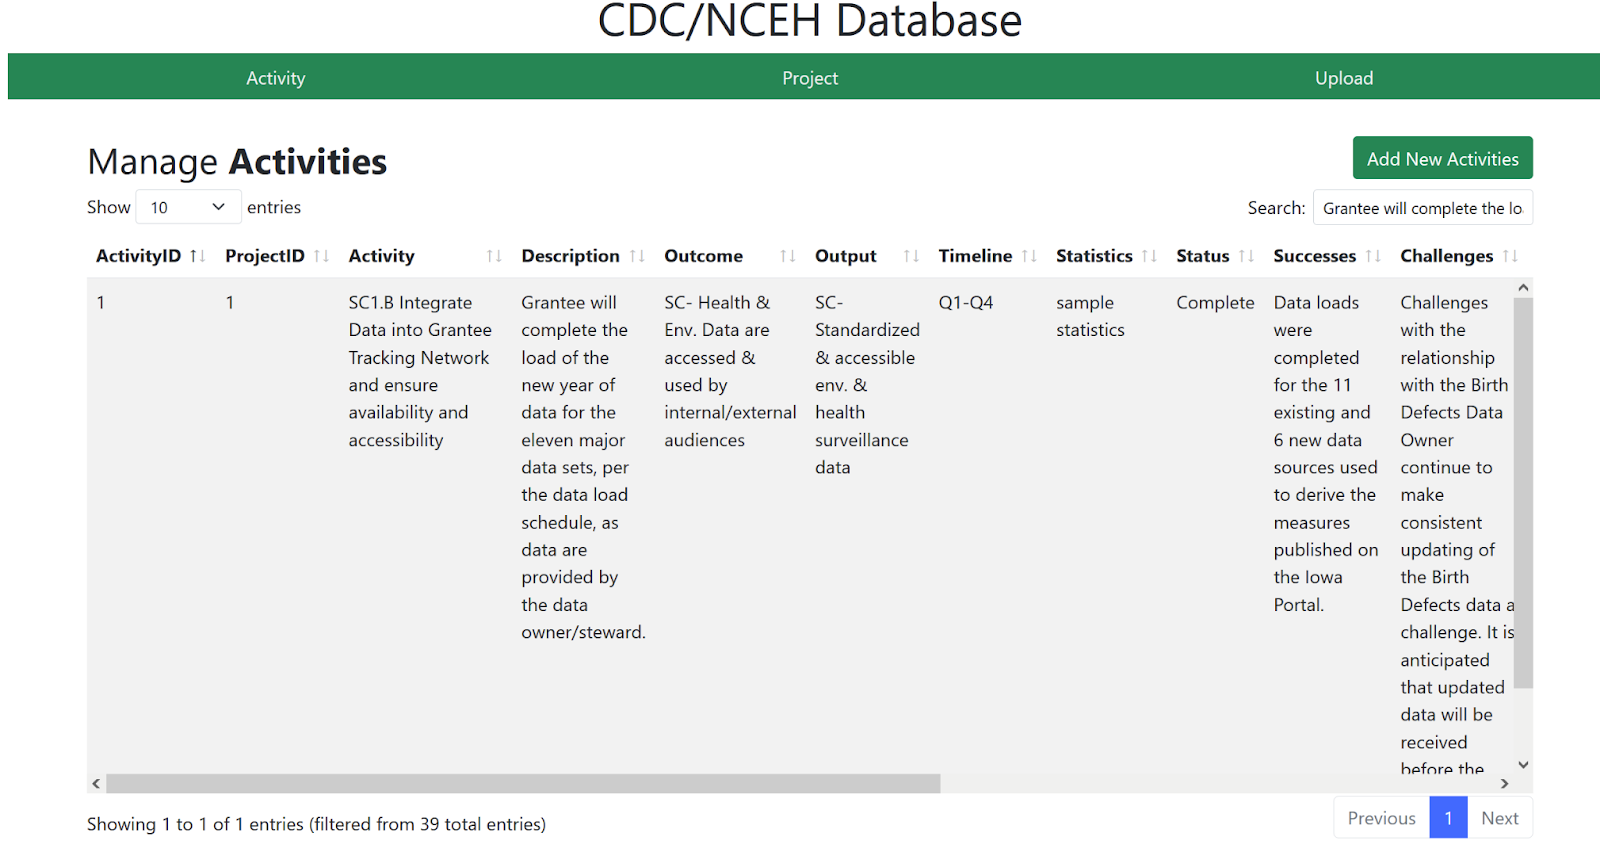 CDC/NCEH Database
Activity Project Upload
Manage Activities
Add New Activities
Show 10 entries
Search: Grantee will complete the lo
ActivityID ProjectID Activity Description Outcome Output Timeline Statistics Status Successes Challenges
1
1
SC1.B Integrate
Data into Grantee
Tracking Network
and ensure
availability and
accessibility
Grantee will
complete the
load of the
new year of
data for the
eleven major
data sets, per
the data load
schedule, as
data are
provided by
the data
owner/steward.
SC- Health &
Env. Data are
accessed &
used by
internal/external
audiences
SC-
Standardized
& accessible
env. &
health
surveillance
data
Q1-Q4
sample
statistics
Complete
Data loads
were
completed
for the 11
existing and
6 new data
sources used
to derive the
measures
published on
the Iowa
Portal.
Challenges
with the
relationship
with the Birth
Defects Data
Owner
continue to
make
consistent
updating of
the Birth
Defects data a
challenge. It is
anticipated
that updated
data will be
received
before the
Showing 1 to 1 of 1 entries (filtered from 39 total entries)
Previous 1 Next